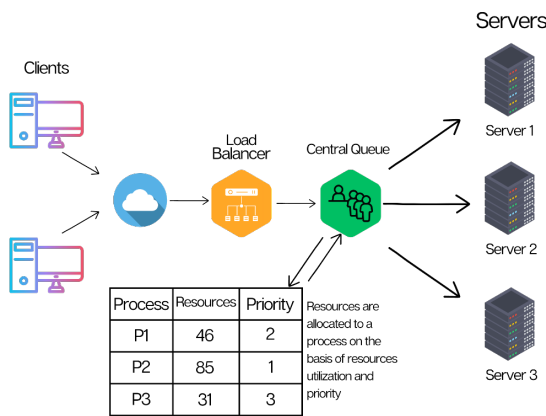 Servers
Clients
Server 1
Load
Balancer
Central Queue
Server 2
Process Resources Priority
P1 46 2
P2 85 1
P3 31 3
Resources are
allocated to a
process on the
basis of resources
utilization and
priority
Server 3